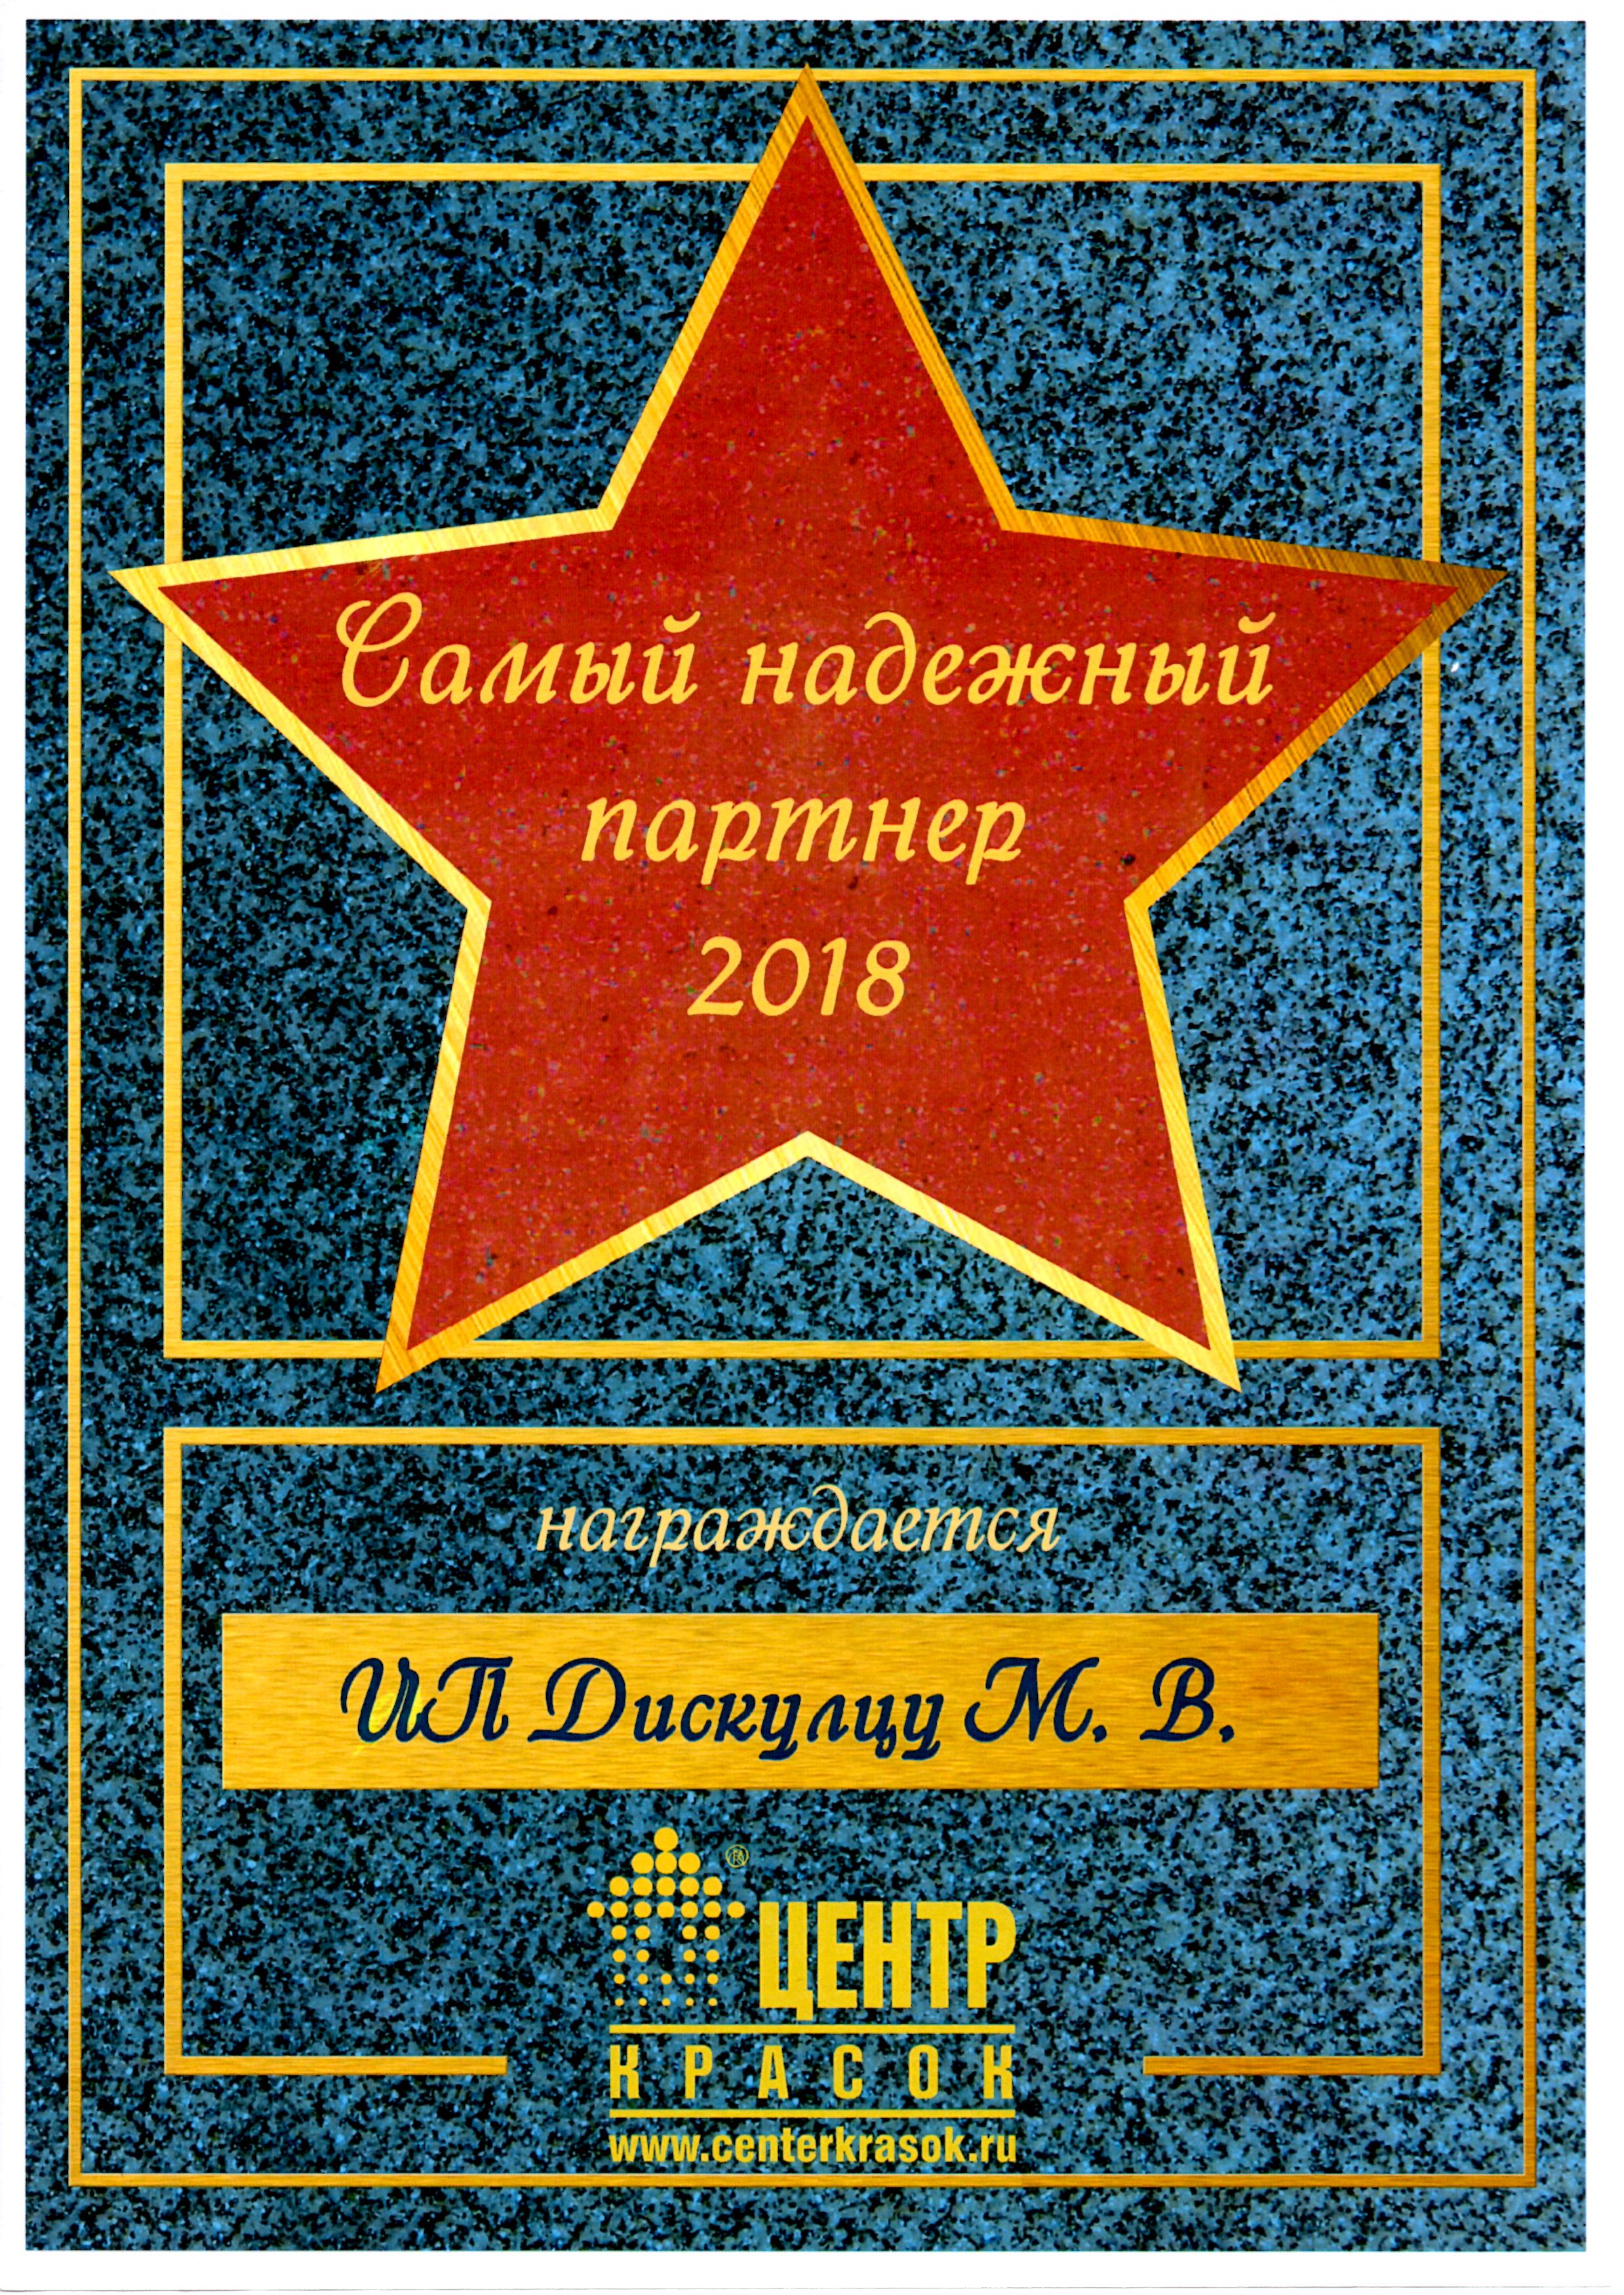 Самый надежный
партнер
2018
награждается
ИП Дискулцу М. В.
®
ЦЕНТР
КРАСОК
www.centerkrasok.ru